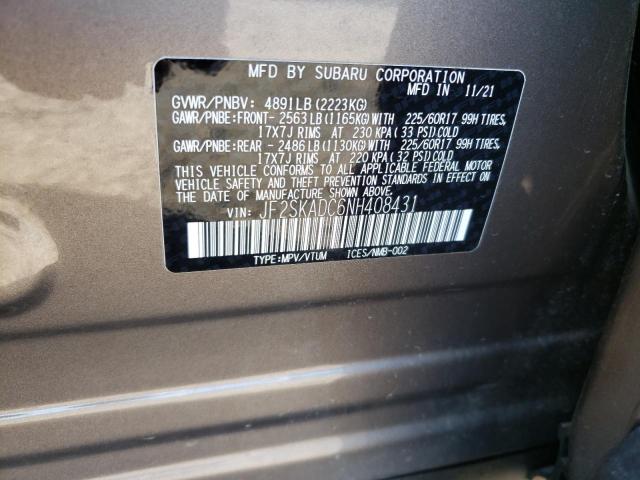 MFD BY SUBARU CORPORATION
MFD IN 11/21
GVWR/PNBV: 4891LB(2223KG)
GAWR/PNBE:FRONT- 2563LB(1165KG)WITH 225/60R17 99H TIRES,
17X7J RIMS AT 230 KPA(33 PSI)COLD
GAWR/PNBE:REAR - 2486LB(1130KG)WITH 225/60R17 99H TIRES,
17X7J RIMS AT 220 KPA(32 PSI)COLD
THIS VEHICLE CONFORMS TO ALL APPLICABLE FEDERAL MOTOR
VEHICLE SAFETY AND THEFT PREVENTION STANDARDS IN EFFECT ON
THE DATE OF MANUFACTURE SHOWN ABOVE.
VIN: JF2SKADC6NH408431
TYPE:MPV/VTUM ICES/NMB-002